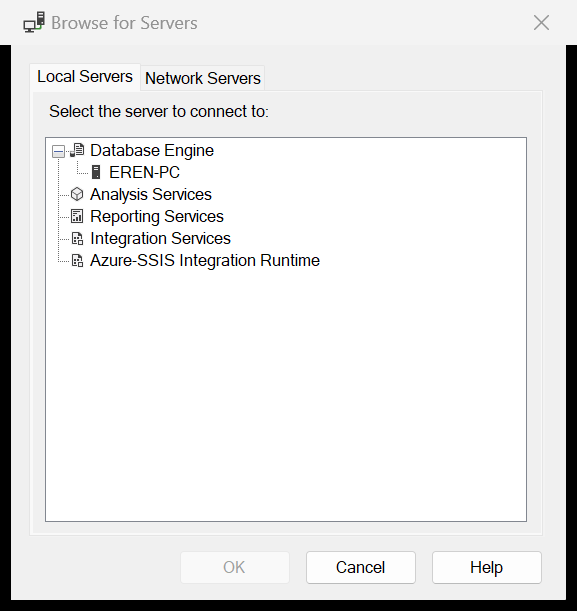 Browse for Servers
Local Servers Network Servers
Select the server to connect to:
Database Engine
EREN-PC
Analysis Services
Reporting Services
Integration Services
Azure-SSIS Integration Runtime
OK Cancel Help